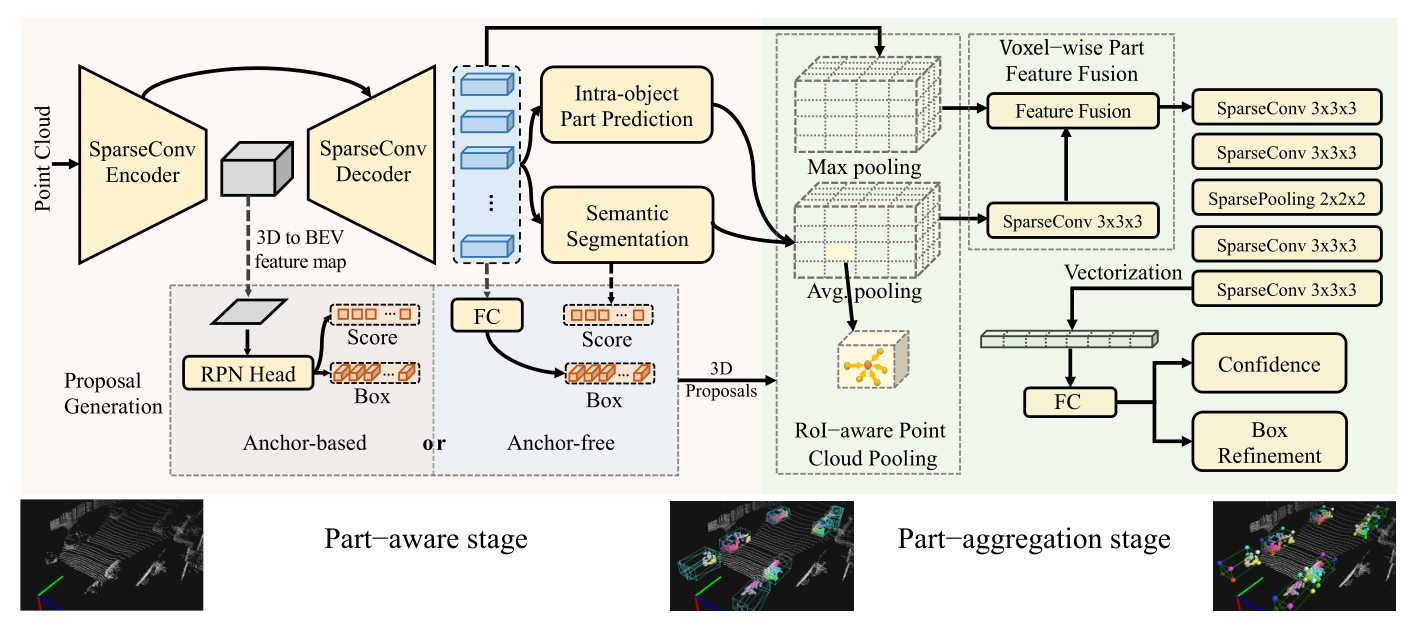 Point Cloud
SparseConv
Encoder
SparseConv
Decoder
3D to BEV
feature map
...
Intra-object
Part Prediction
Semantic
Segmentation
Proposal
Generation
RPN Head
...
Score
...
Box
Anchor-based
or
FC
...
Score
...
Box
Anchor-free
3D
Proposals
Max pooling
Avg. pooling
RoI-aware Point
Cloud Pooling
Voxel-wise Part
Feature Fusion
Feature Fusion
SparseConv 3x3x3
SparseConv 3x3x3
SparseConv 3x3x3
SparsePooling 2x2x2
SparseConv 3x3x3
SparseConv 3x3x3
Vectorization
FC
Confidence
Box
Refinement
Part-aware stage
Part-aggregation stage